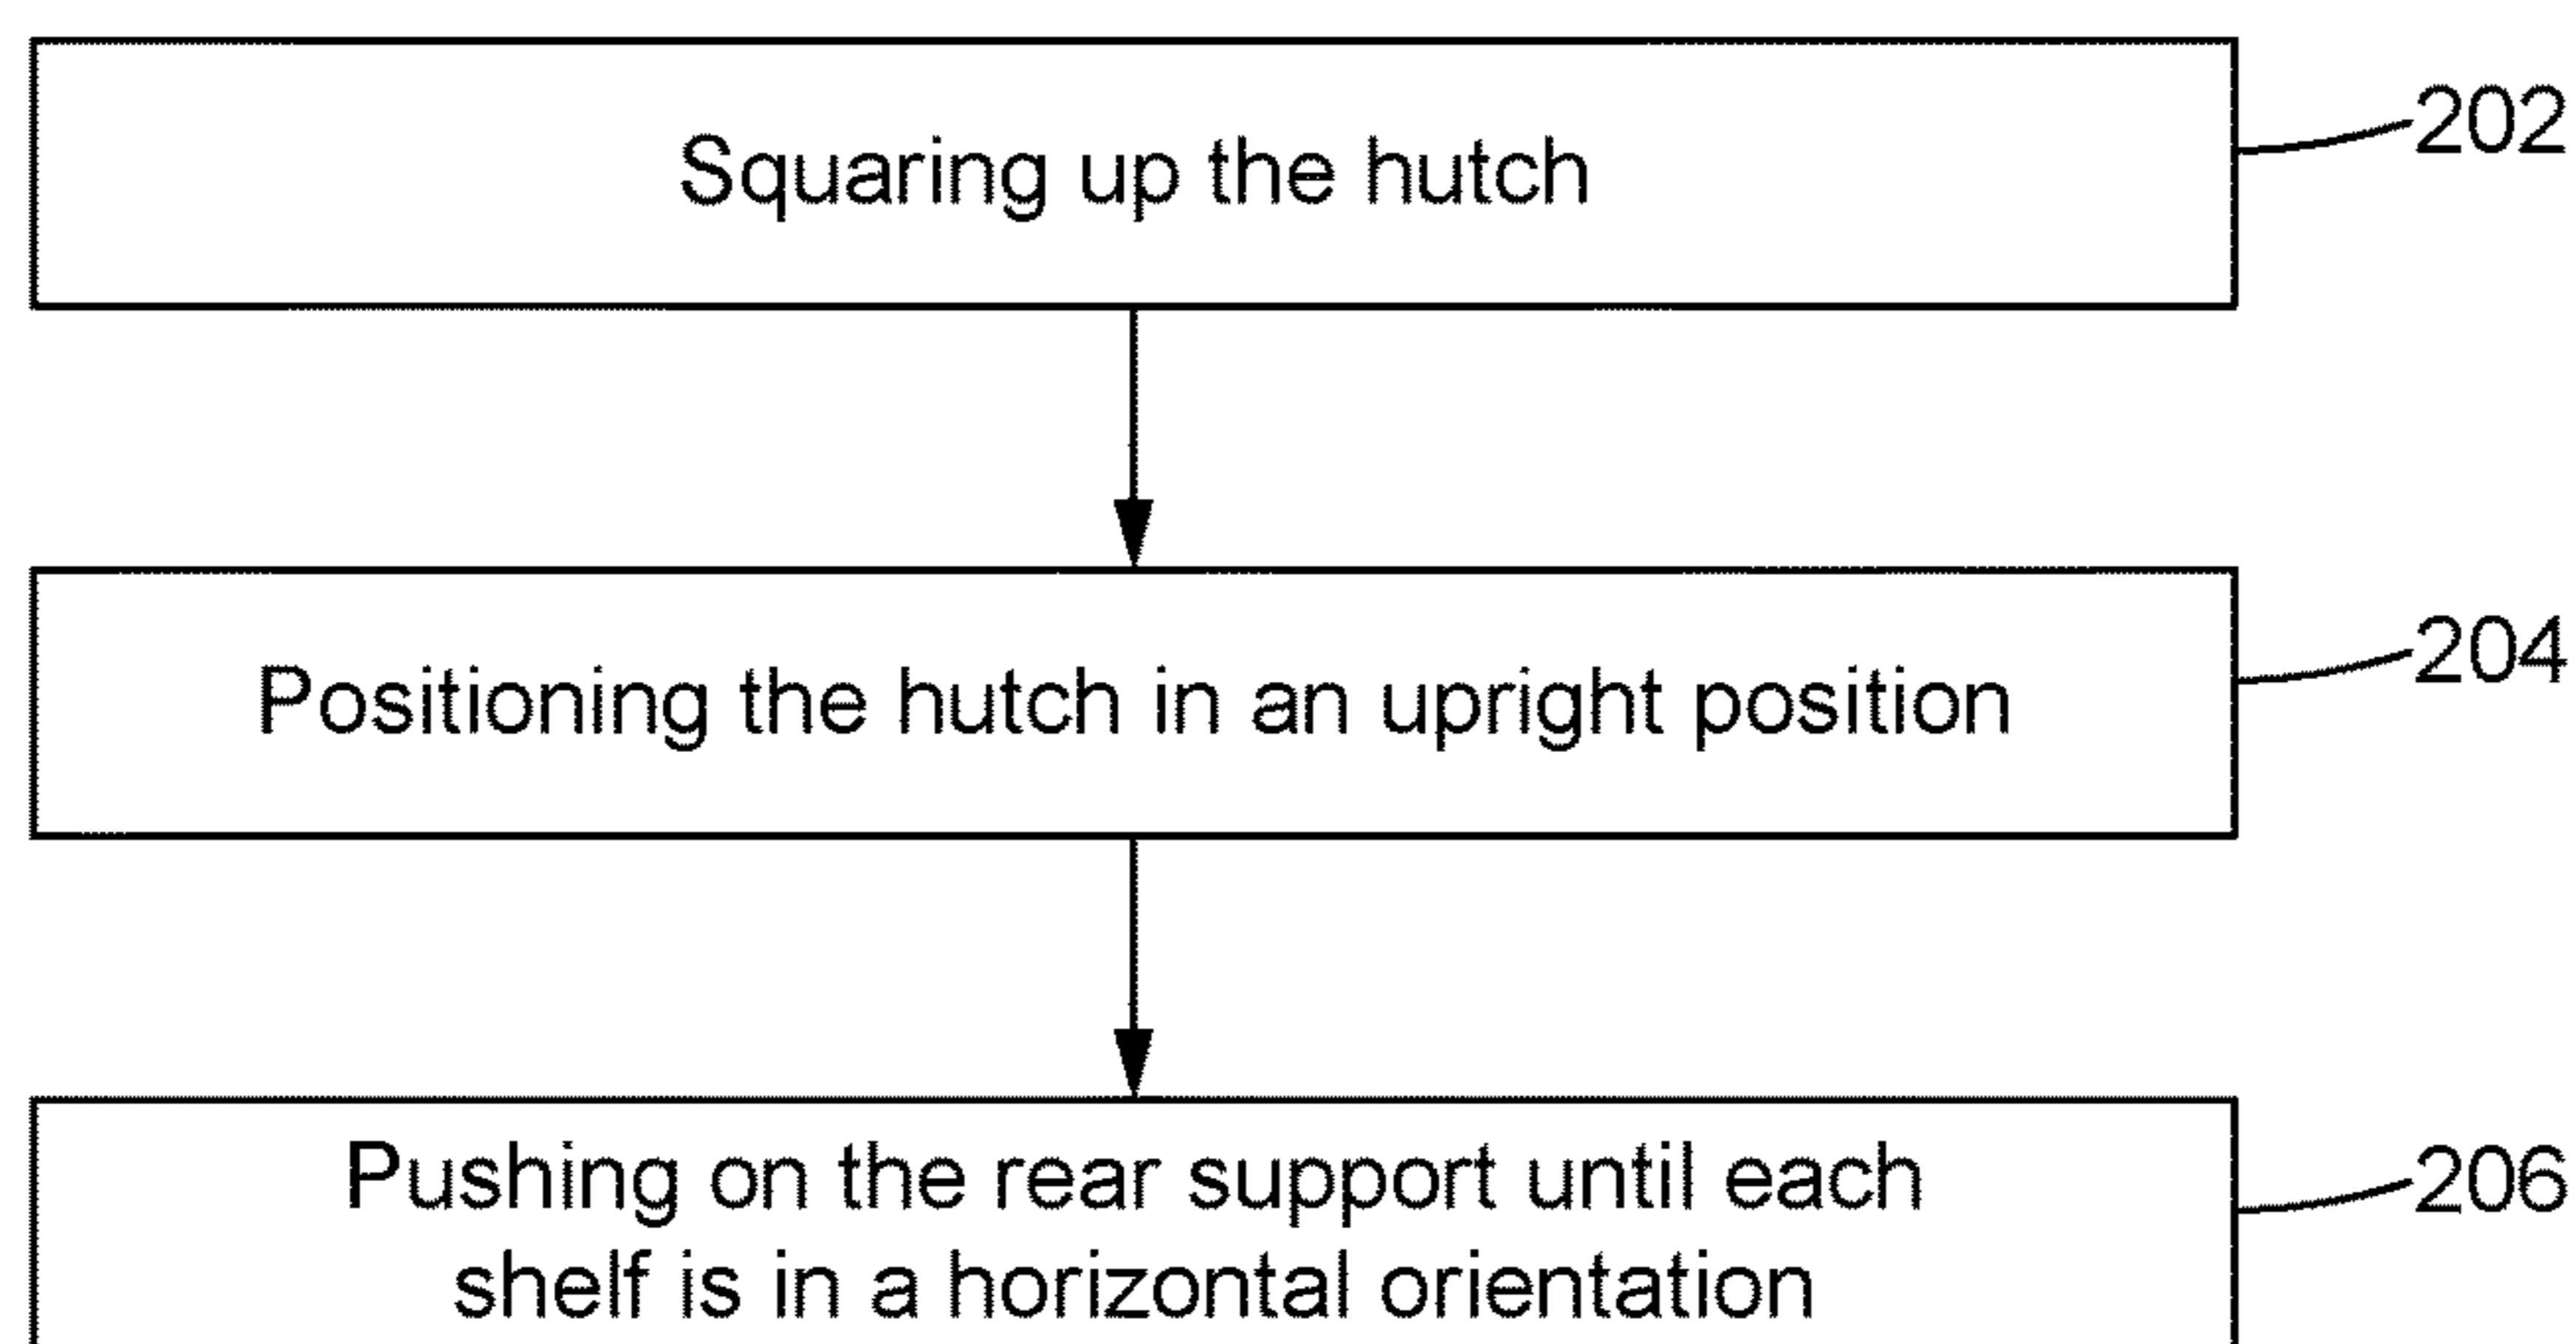 Squaring up the hutch
202
Positioning the hutch in an upright position
204
Pushing on the rear support until each
shelf is in a horizontal orientation
206